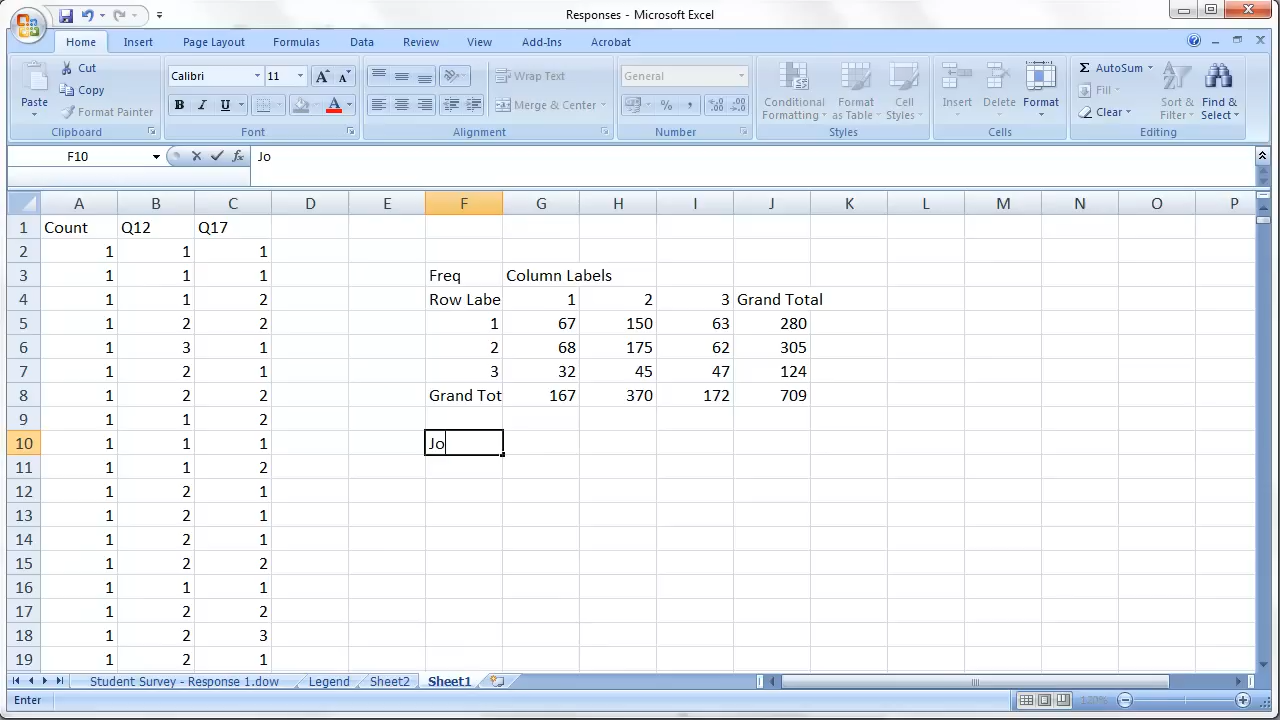 Responses - Microsoft Excel
Home Insert Page Layout Formulas Data Review View Add-Ins Acrobat
Paste
Cut
Copy
Format Painter
Clipboard
Calibri 11
B I U
Font
Wrap Text
Merge & Center
Alignment
General
Number
Conditional Formatting
Format as Table
Cell Styles
Styles
Insert Delete Format
Cells
Σ AutoSum
Fill
Clear
Sort & Filter
Find & Select
Editing
F10 fx Jo
A B C D E F G H I J K L M N O P
1 Count Q12 Q17
2 1 1 1
3 1 1 1 Freq Column Labels
4 1 1 2 Row Labe 1 2 3 Grand Total
5 1 2 2 1 67 150 63 280
6 1 3 1 2 68 175 62 305
7 1 2 1 3 32 45 47 124
8 1 2 2 Grand Tot 167 370 172 709
9 1 1 2
10 1 1 1 Jo
11 1 1 2
12 1 2 1
13 1 2 1
14 1 2 1
15 1 2 2
16 1 1 1
17 1 2 2
18 1 2 3
19 1 2 1
Student Survey - Response 1.dow Legend Sheet2 Sheet1
Enter 120%